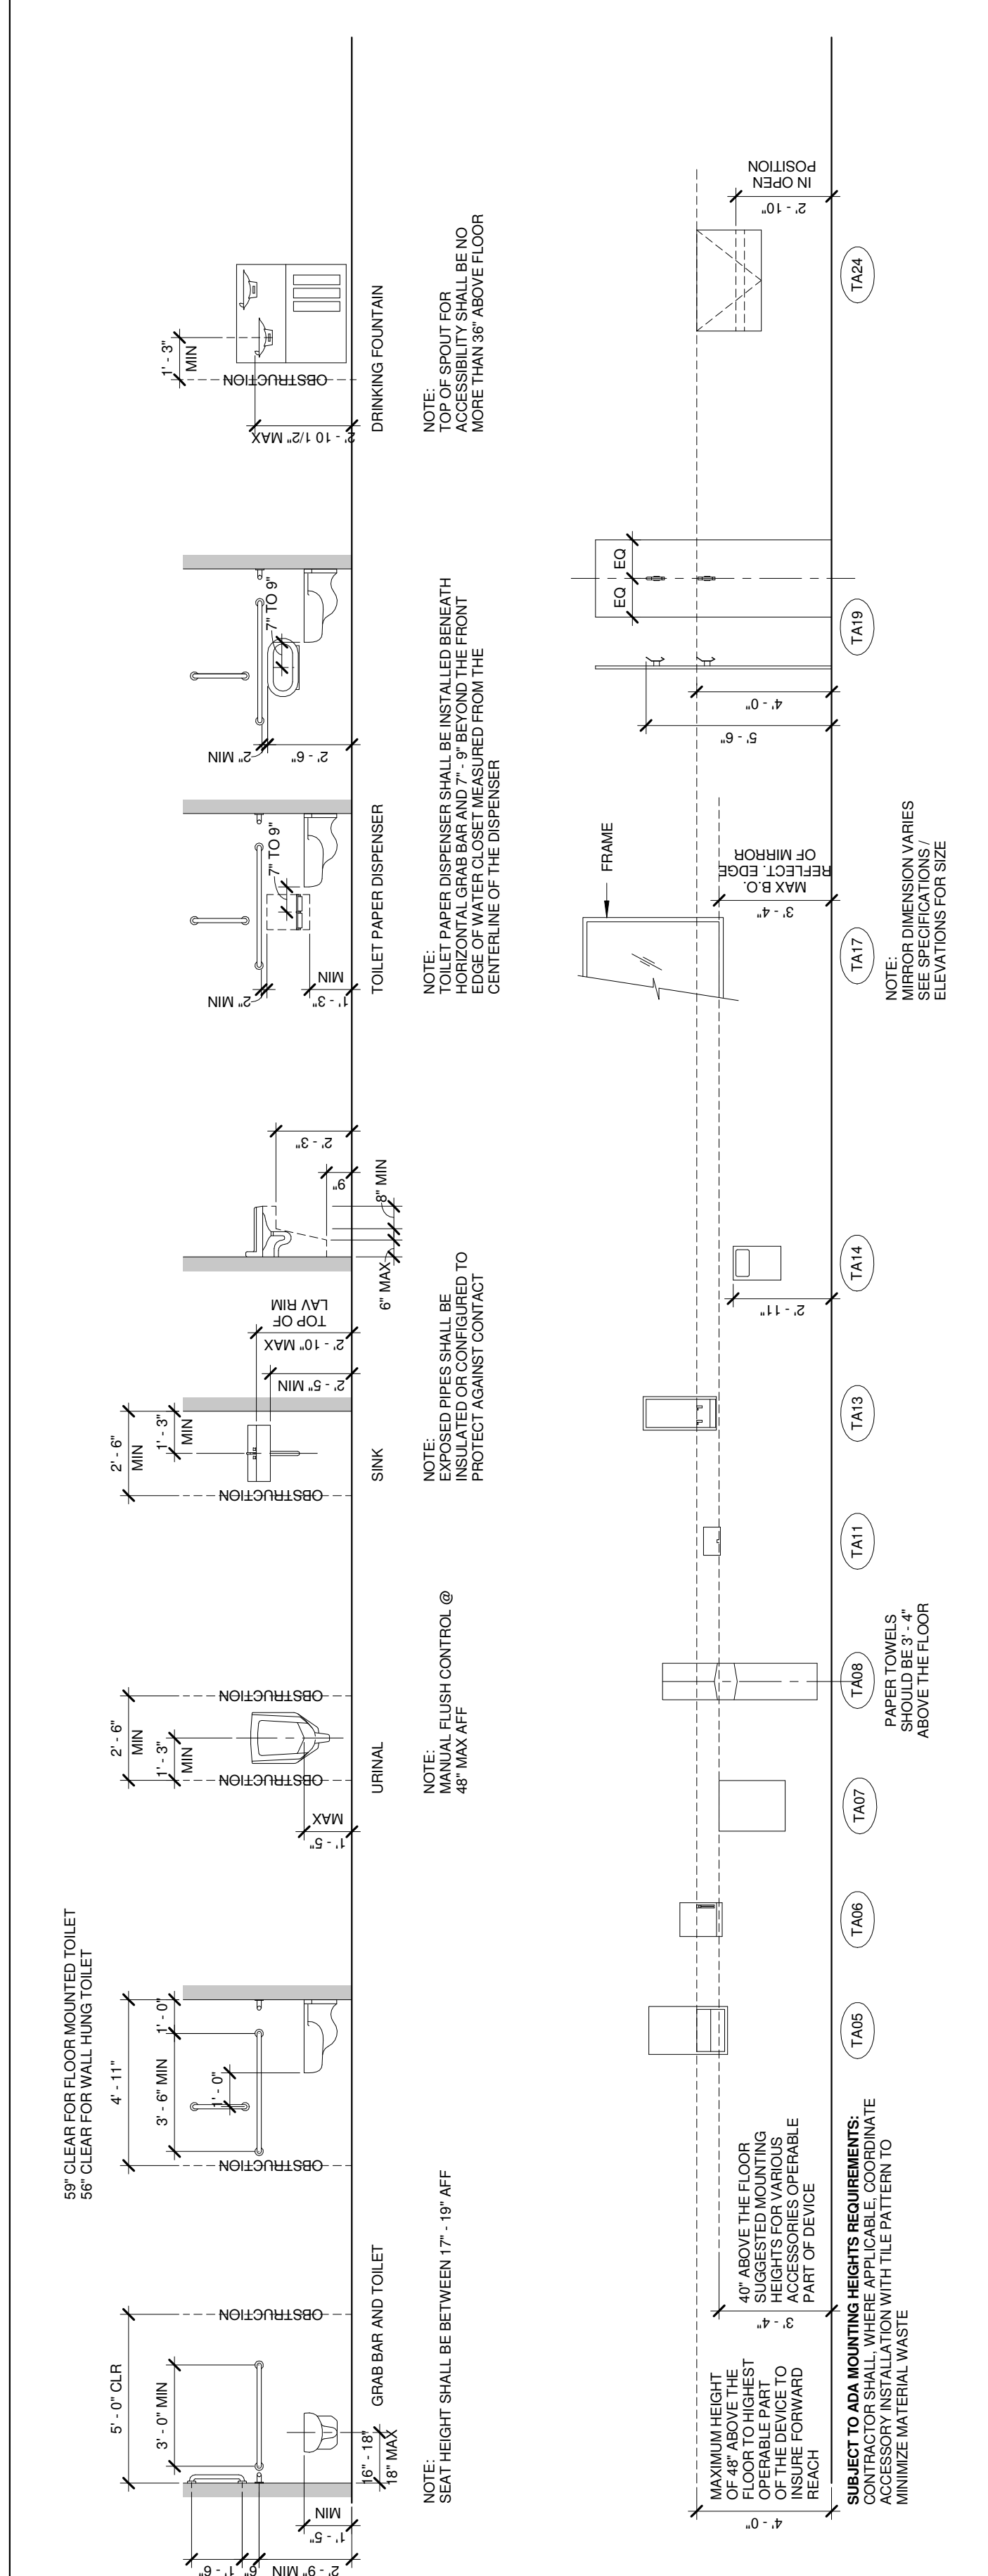 59" CLEAR FOR FLOOR MOUNTED TOILET
56" CLEAR FOR WALL HUNG TOILET
5' - 0" CLR
3' - 0" MIN
OBSTRUCTION
16" - 18"
18" MAX
1' - 5"
MIN
1' - 6"
6"
2' - 9" MIN
4' - 11"
3' - 6" MIN
1' - 0"
1' - 0"
OBSTRUCTION
GRAB BAR AND TOILET
NOTE:
SEAT HEIGHT SHALL BE BETWEEN 17" - 19" AFF
2' - 6"
MIN
1' - 3"
MIN
OBSTRUCTION
OBSTRUCTION
1' - 5"
MAX
URINAL
NOTE:
MANUAL FLUSH CONTROL @
48" MAX AFF
2' - 6"
MIN
1' - 3"
MIN
OBSTRUCTION
2' - 5" MIN
2' - 10" MAX
TOP OF
LAV RIM
6" MAX
8" MIN
9"
2' - 3"
SINK
NOTE:
EXPOSED PIPES SHALL BE
INSULATED OR CONFIGURED TO
PROTECT AGAINST CONTACT
2" MIN
1' - 3"
MIN
7" TO 9"
2" MIN
2' - 6"
7" TO 9"
TOILET PAPER DISPENSER
NOTE:
TOILET PAPER DISPENSER SHALL BE INSTALLED BENEATH
HORIZONTAL GRAB BAR AND 7" - 9" BEYOND THE FRONT
EDGE OF WATER CLOSET MEASURED FROM THE
CENTERLINE OF THE DISPENSER
1' - 3"
MIN
OBSTRUCTION
2' - 10 1/2" MAX
DRINKING FOUNTAIN
NOTE:
TOP OF SPOUT FOR
ACCESSIBILITY SHALL BE NO
MORE THAN 36" ABOVE FLOOR
4' - 0"
MAXIMUM HEIGHT
OF 48" ABOVE THE
FLOOR TO HIGHEST
OPERABLE PART
OF THE DEVICE TO
INSURE FORWARD
REACH
3' - 4"
40" ABOVE THE FLOOR
SUGGESTED MOUNTING
HEIGHTS FOR VARIOUS
ACCESSORIES OPERABLE
PART OF DEVICE
SUBJECT TO ADA MOUNTING HEIGHTS REQUIREMENTS:
CONTRACTOR SHALL, WHERE APPLICABLE, COORDINATE
ACCESSORY INSTALLATION WITH TILE PATTERN TO
MINIMIZE MATERIAL WASTE
TA05
TA06
TA07
TA08
PAPER TOWELS
SHOULD BE 3' - 4"
ABOVE THE FLOOR
TA11
TA13
2' - 11"
TA14
FRAME
3' - 4"
MAX B.O.
REFLECT. EDGE
OF MIRROR
TA17
NOTE:
MIRROR DIMENSION VARIES
SEE SPECIFICATIONS /
ELEVATIONS FOR SIZE
5' - 6"
4' - 0"
EQ
EQ
TA19
2' - 10"
IN OPEN
POSITION
TA24